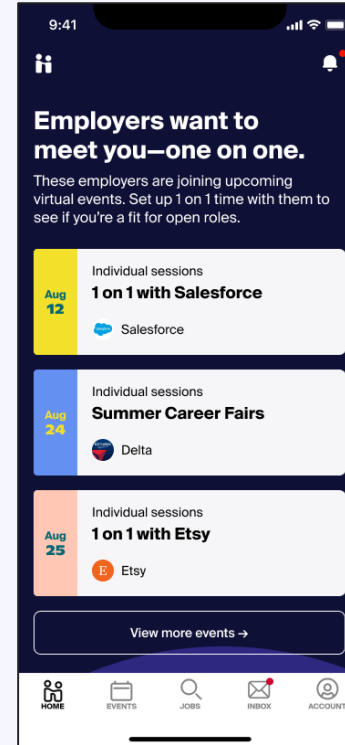 9:41
Employers want to
meet you—one on one.
These employers are joining upcoming
virtual events. Set up 1 on 1 time with them to
see if you're a fit for open roles.
Aug
12
Individual sessions
1 on 1 with Salesforce
Salesforce
Aug
24
Individual sessions
Summer Career Fairs
Delta
Aug
25
Individual sessions
1 on 1 with Etsy
E
Etsy
View more events →
HOME
EVENTS
JOBS
INBOX
ACCOUNT